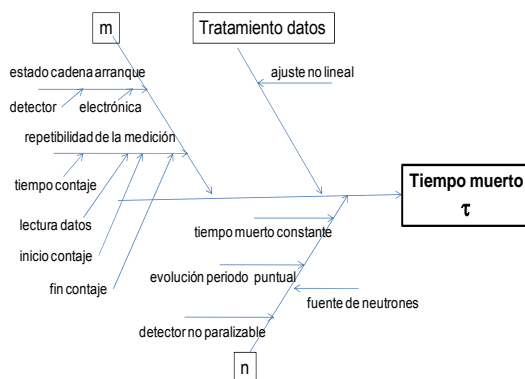 m
Tratamiento datos
estado cadena arranque
ajuste no lineal
detector
electrónica
repetibilidad de la medición
tiempo contaje
Tiempo muerto
τ
lectura datos
tiempo muerto constante
inicio contaje
evolución periodo puntual
fin contaje
fuente de neutrones
detector no paralizable
n